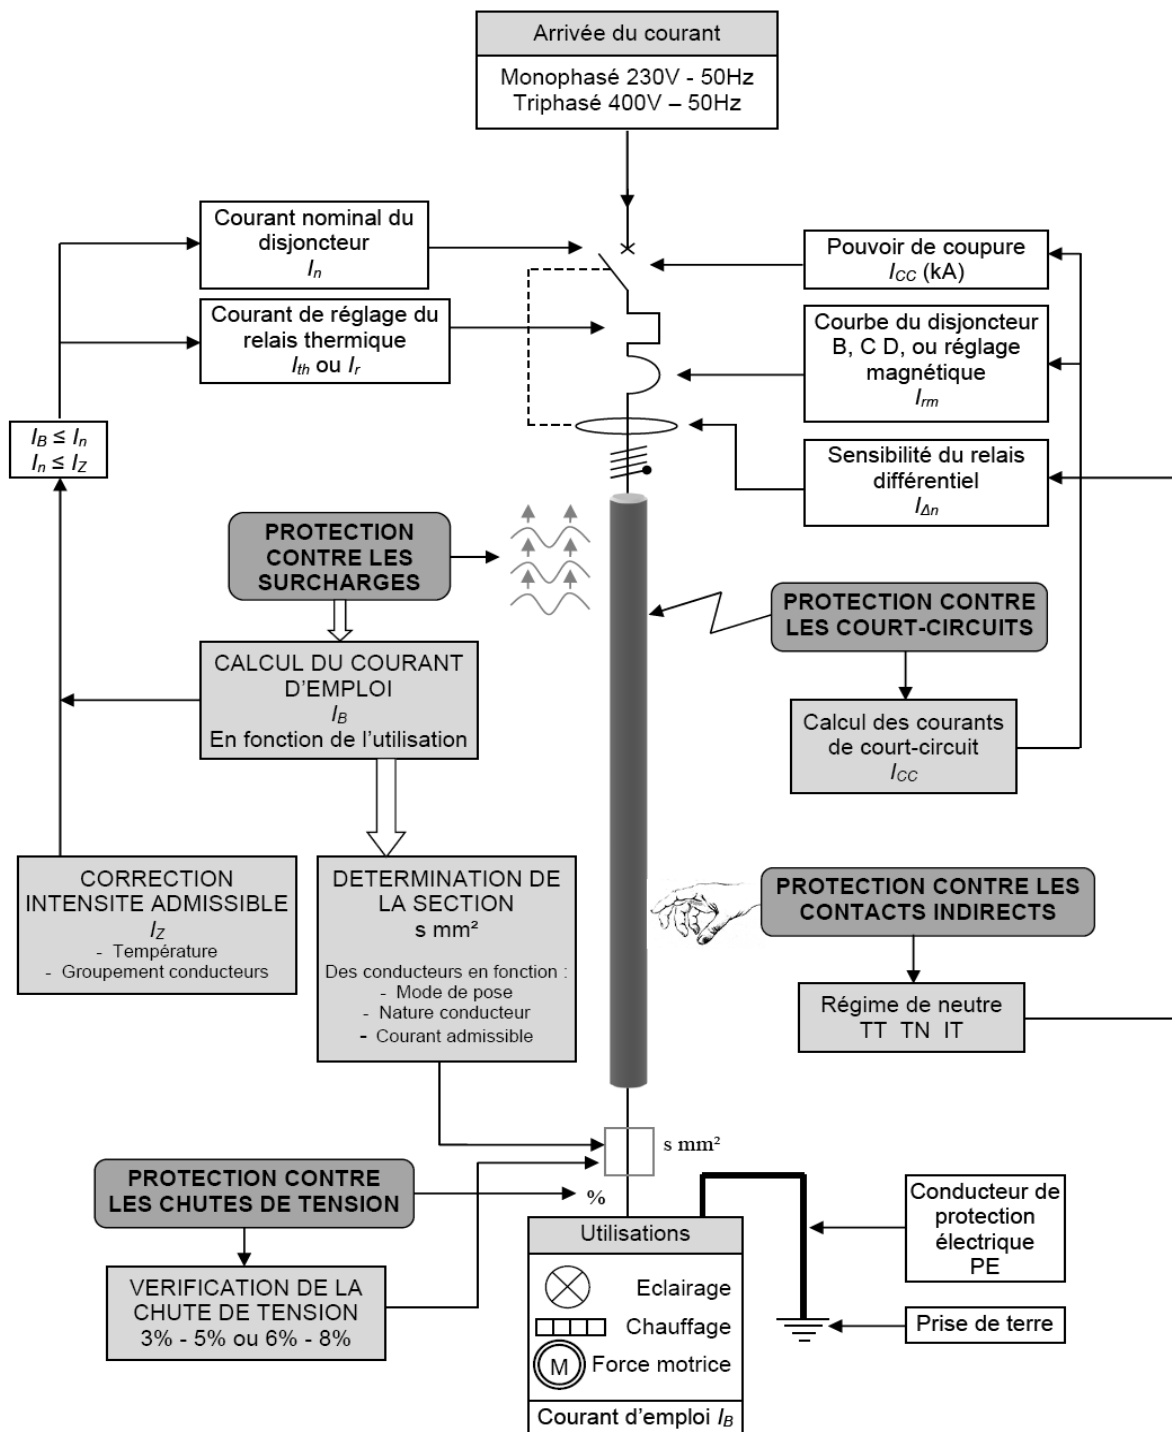 Arrivée du courant
Monophasé 230V - 50Hz
Triphasé 400V – 50Hz
Courant nominal du
disjoncteur
In
Courant de réglage du
relais thermique
Ith ou Ir
IB ≤ In
In ≤ IZ
Pouvoir de coupure
ICC (kA)
Courbe du disjoncteur
B, C D, ou réglage
magnétique
Irm
Sensibilité du relais
différentiel
IΔn
PROTECTION
CONTRE LES
SURCHARGES
PROTECTION CONTRE
LES COURT-CIRCUITS
CALCUL DU COURANT
D'EMPLOI
IB
En fonction de l'utilisation
Calcul des courants
de court-circuit
ICC
CORRECTION
INTENSITE ADMISSIBLE
IZ
- Température
- Groupement conducteurs
DETERMINATION DE
LA SECTION
s mm²
Des conducteurs en fonction :
- Mode de pose
- Nature conducteur
- Courant admissible
PROTECTION CONTRE LES
CONTACTS INDIRECTS
Régime de neutre
TT TN IT
s mm²
PROTECTION CONTRE
LES CHUTES DE TENSION
%
VERIFICATION DE LA
CHUTE DE TENSION
3% - 5% ou 6% - 8%
Utilisations
Eclairage
Chauffage
M
Force motrice
Courant d'emploi IB
Conducteur de
protection
électrique
PE
Prise de terre